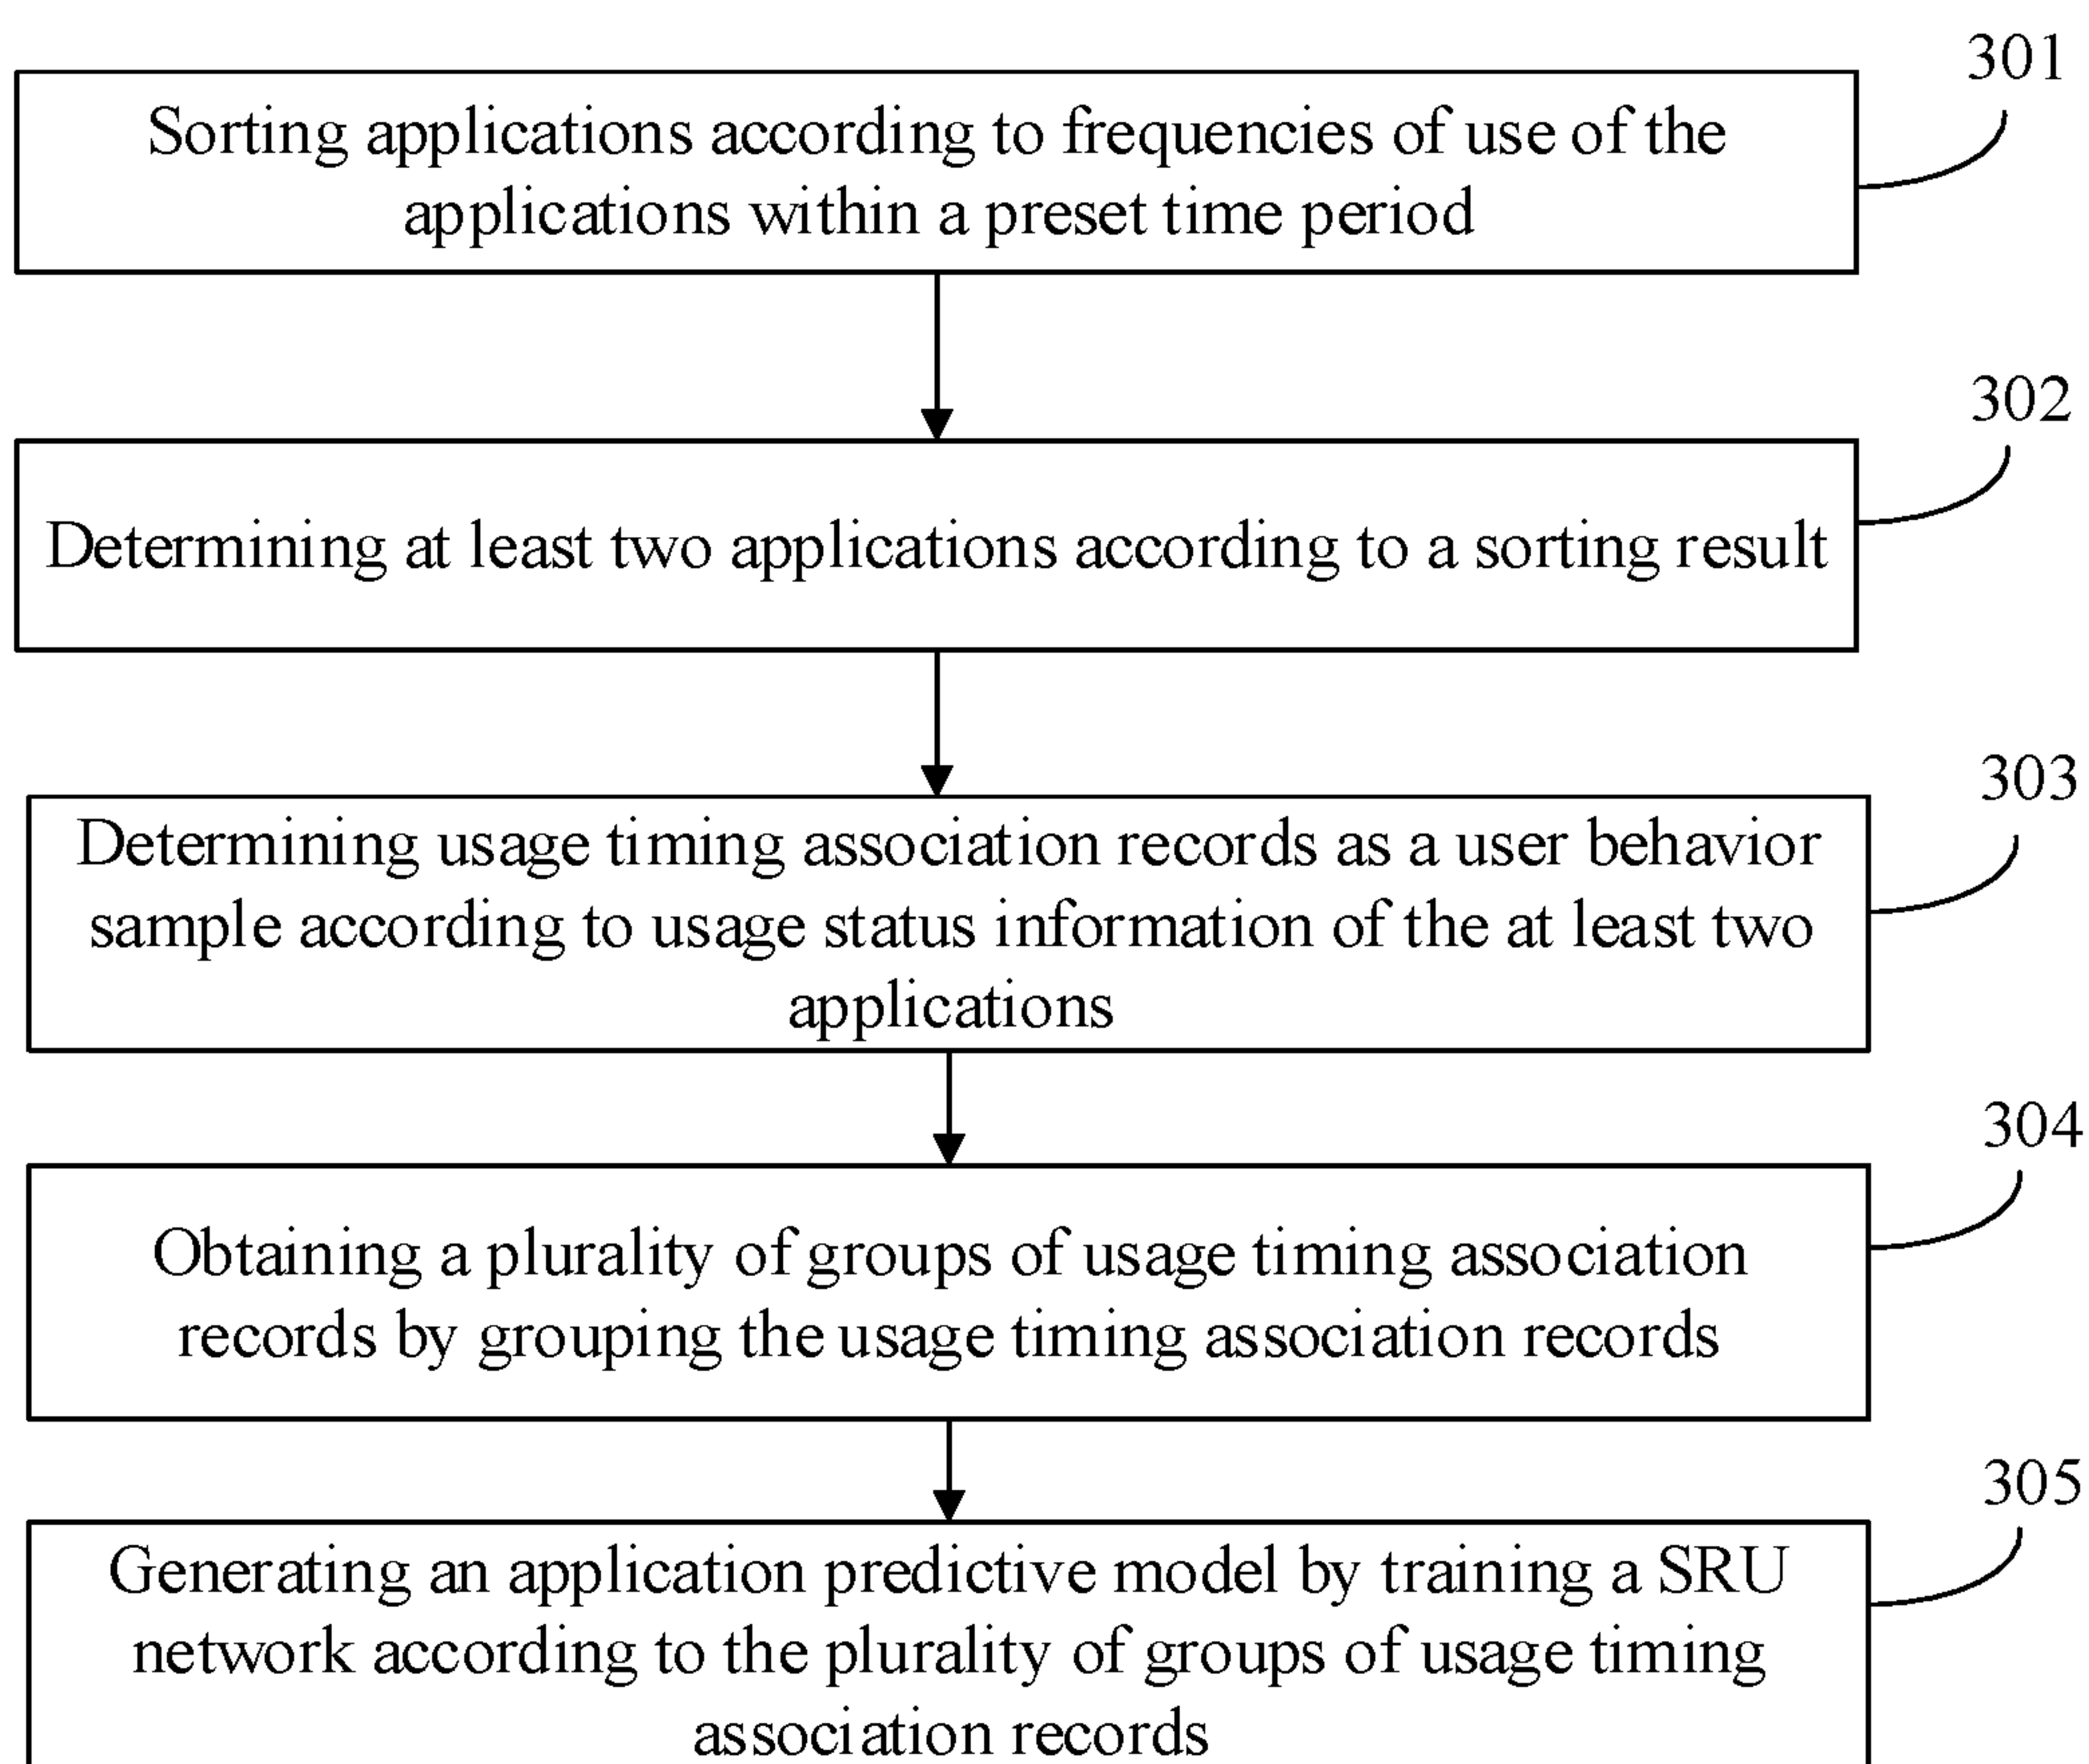 301
Sorting applications according to frequencies of use of the
applications within a preset time period
302
Determining at least two applications according to a sorting result
303
Determining usage timing association records as a user behavior
sample according to usage status information of the at least two
applications
304
Obtaining a plurality of groups of usage timing association
records by grouping the usage timing association records
305
Generating an application predictive model by training a SRU
network according to the plurality of groups of usage timing
association records